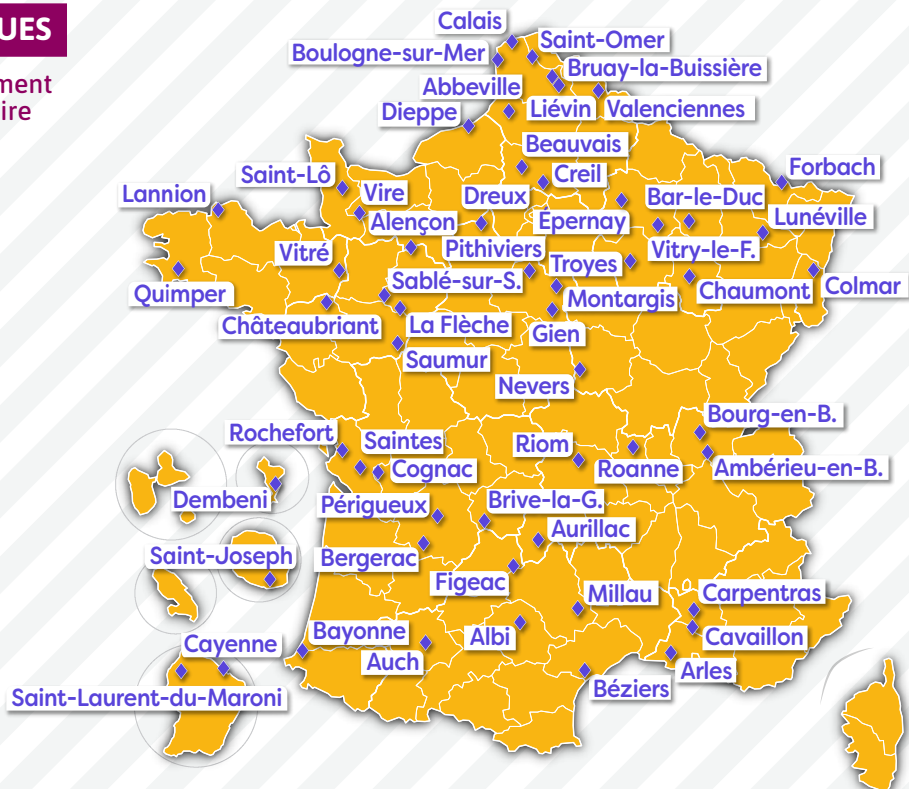 UES
ment
ire
Calais
Saint-Omer
Boulogne-sur-Mer
Bruay-la-Buissière
Abbeville
Liévin
Valenciennes
Dieppe
Beauvais
Creil
Forbach
Saint-Lô
Vire
Dreux
Bar-le-Duc
Lannion
Alençon
Épernay
Lunéville
Vitré
Pithiviers
Troyes
Vitry-le-F.
Quimper
Sablé-sur-S.
Montargis
Chaumont
Colmar
Châteaubriant
La Flèche
Gien
Saumur
Nevers
Bourg-en-B.
Rochefort
Saintes
Riom
Roanne
Ambérieu-en-B.
Cognac
Dembeni
Périgueux
Brive-la-G.
Aurillac
Saint-Joseph
Bergerac
Figeac
Millau
Carpentras
Cayenne
Bayonne
Albi
Cavaillon
Auch
Arles
Saint-Laurent-du-Maroni
Béziers